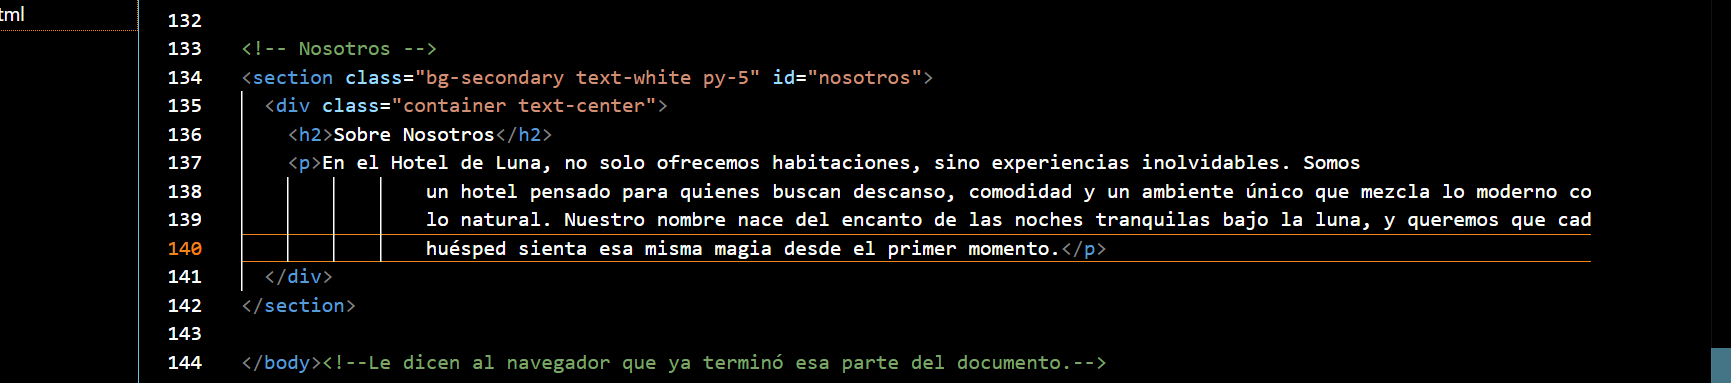 tml
132
133 <!-- Nosotros -->
134 <section class="bg-secondary text-white py-5" id="nosotros">
135 <div class="container text-center">
136 <h2>Sobre Nosotros</h2>
137 <p>En el Hotel de Luna, no solo ofrecemos habitaciones, sino experiencias inolvidables. Somos
138 un hotel pensado para quienes buscan descanso, comodidad y un ambiente único que mezcla lo moderno co
139 lo natural. Nuestro nombre nace del encanto de las noches tranquilas bajo la luna, y queremos que cad
140 huésped sienta esa misma magia desde el primer momento.</p>
141 </div>
142 </section>
143
144 </body><!--Le dicen al navegador que ya terminó esa parte del documento.-->